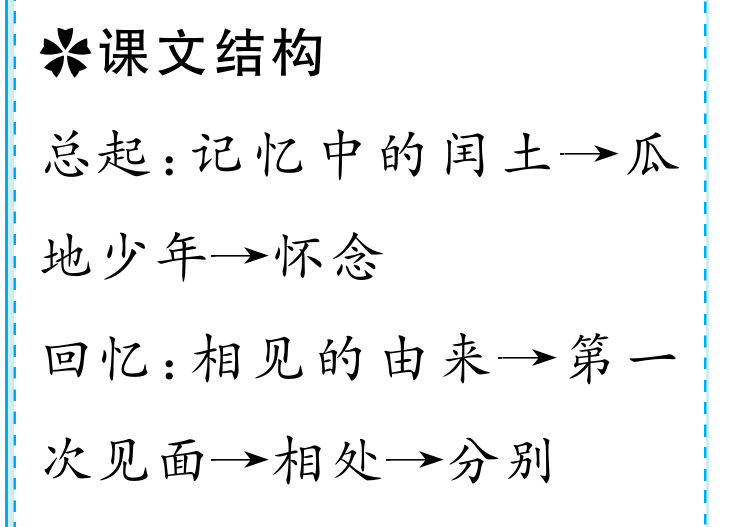 ✲课文结构
总起:记忆中的闰土→瓜
地少年→怀念
回忆:相见的由来→第一
次见面→相处→分别